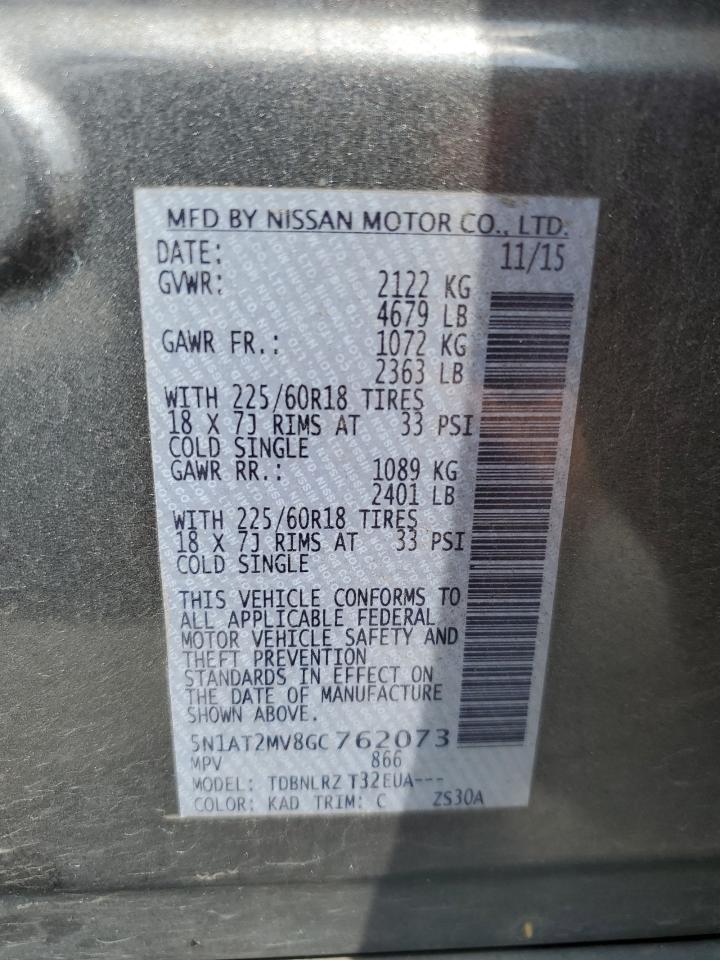 MFD BY NISSAN MOTOR CO., LTD.
DATE: 11/15
GVWR: 2122 KG
4679 LB
GAWR FR.: 1072 KG
2363 LB
WITH 225/60R18 TIRES
18 X 7J RIMS AT 33 PSI
COLD SINGLE
GAWR RR.: 1089 KG
2401 LB
WITH 225/60R18 TIRES
18 X 7J RIMS AT 33 PSI
COLD SINGLE
THIS VEHICLE CONFORMS TO
ALL APPLICABLE FEDERAL
MOTOR VEHICLE SAFETY AND
THEFT PREVENTION
STANDARDS IN EFFECT ON
THE DATE OF MANUFACTURE
SHOWN ABOVE.
5N1AT2MV8GC762073
MPV 866
MODEL: TDBNLRZ T32EUA---
COLOR: KAD TRIM: C ZS30A